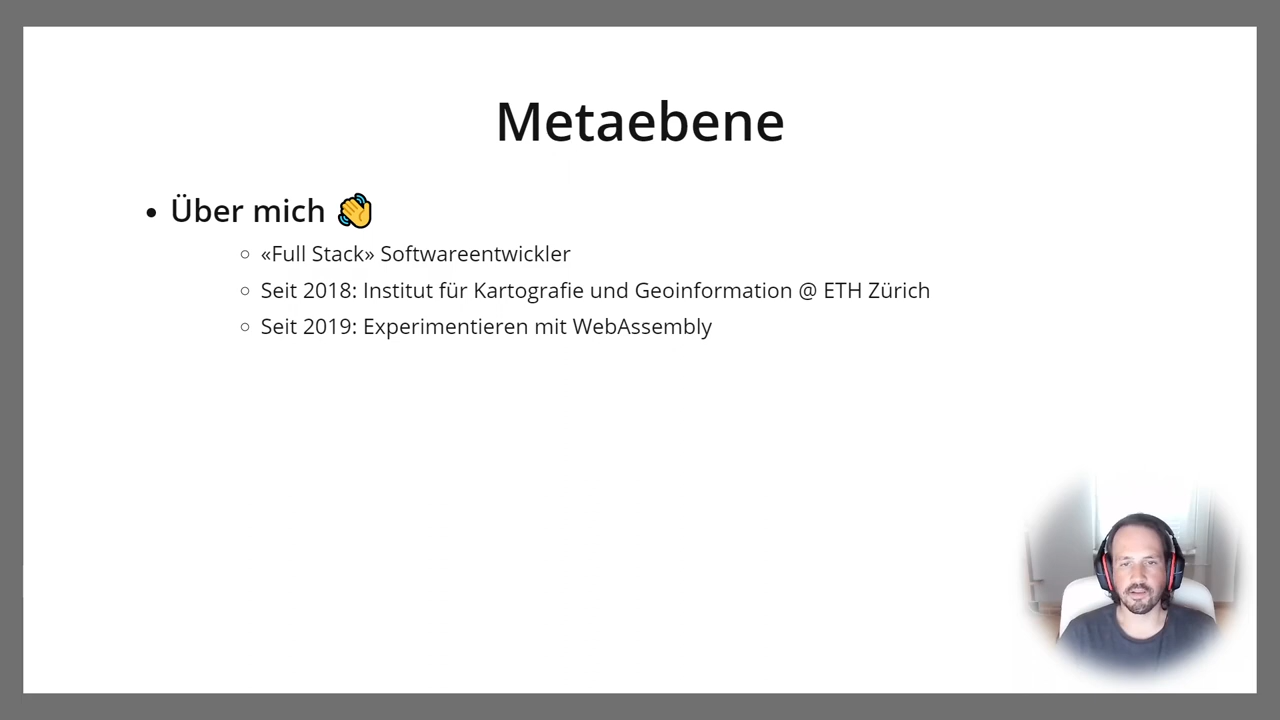 Metaebene
Über mich 👋
«Full Stack» Softwareentwickler
Seit 2018: Institut für Kartografie und Geoinformation @ ETH Zürich
Seit 2019: Experimentieren mit WebAssembly